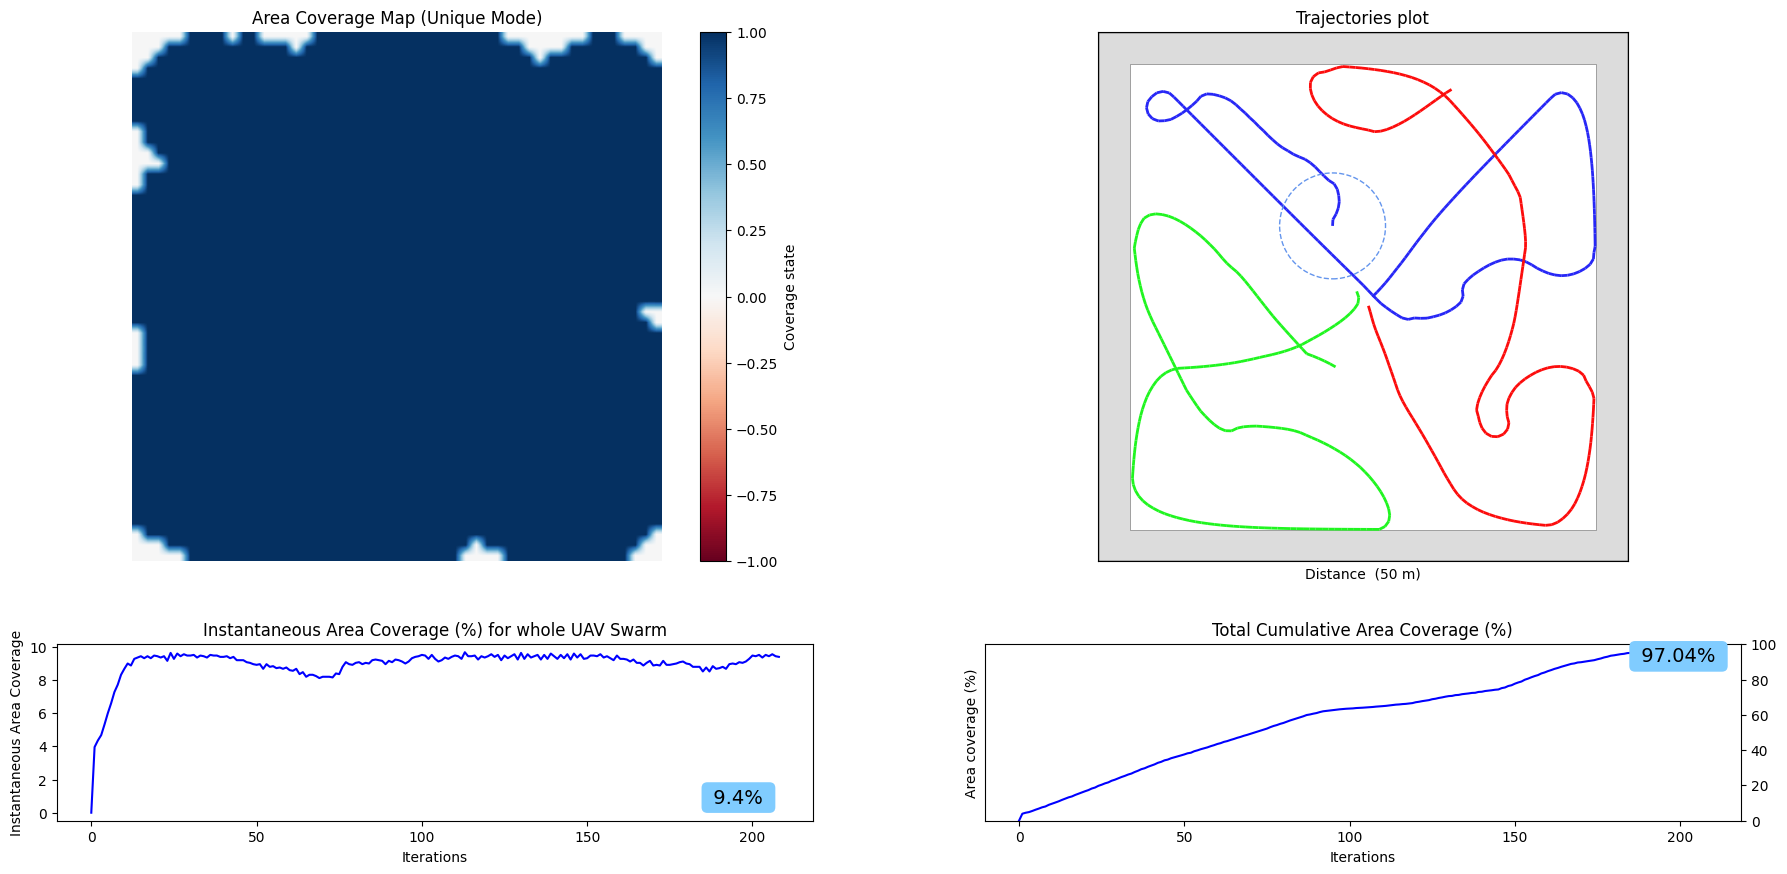 Area Coverage Map (Unique Mode)
1.00
0.75
0.50
0.25
0.00
−0.25
−0.50
−0.75
−1.00
Coverage state
Trajectories plot
Distance  (50 m)
Instantaneous Area Coverage (%) for whole UAV Swarm
Instantaneous Area Coverage
10
8
6
4
2
0
9.4%
0 50 100 150 200
Iterations
Total Cumulative Area Coverage (%)
Area coverage (%)
97.04%
100
80
60
40
20
0
0 50 100 150 200
Iterations